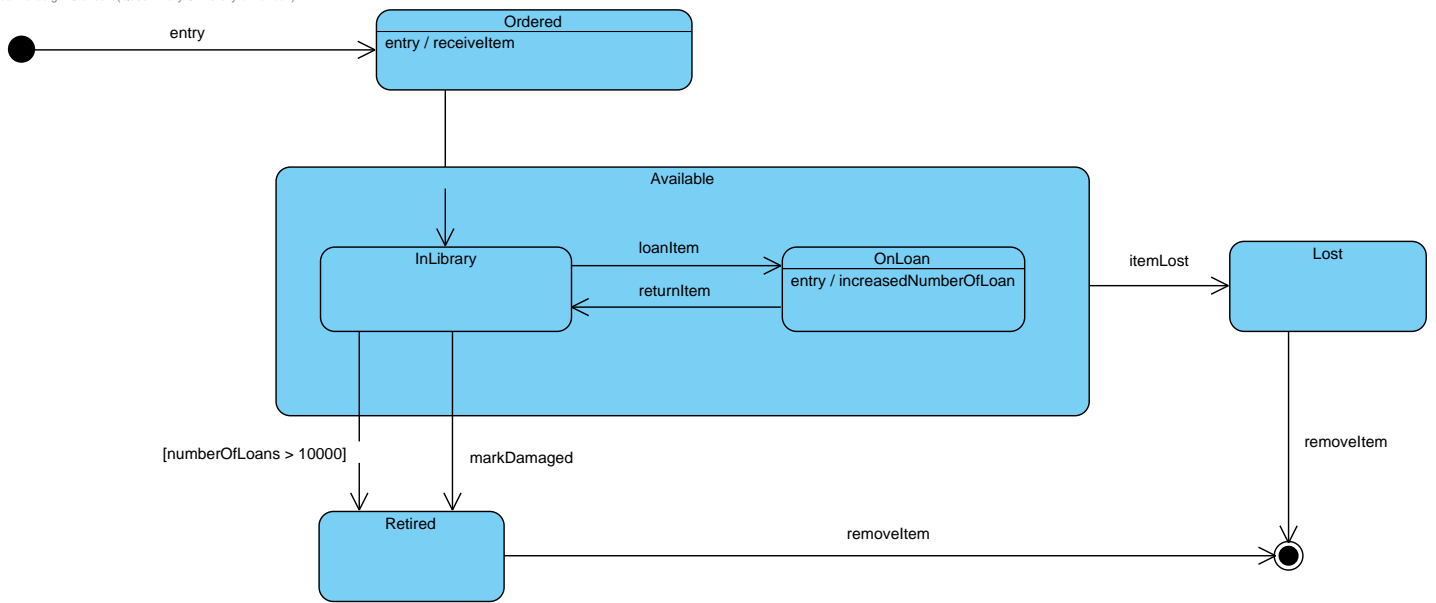 Ordered
entry
entry / receiveItem
Available
loanItem
InLibrary
OnLoan
itemLost
Lost
entry / increasedNumberOfLoan
returnItem
[numberOfLoans > 10000]
markDamaged
removeItem
Retired
removeItem